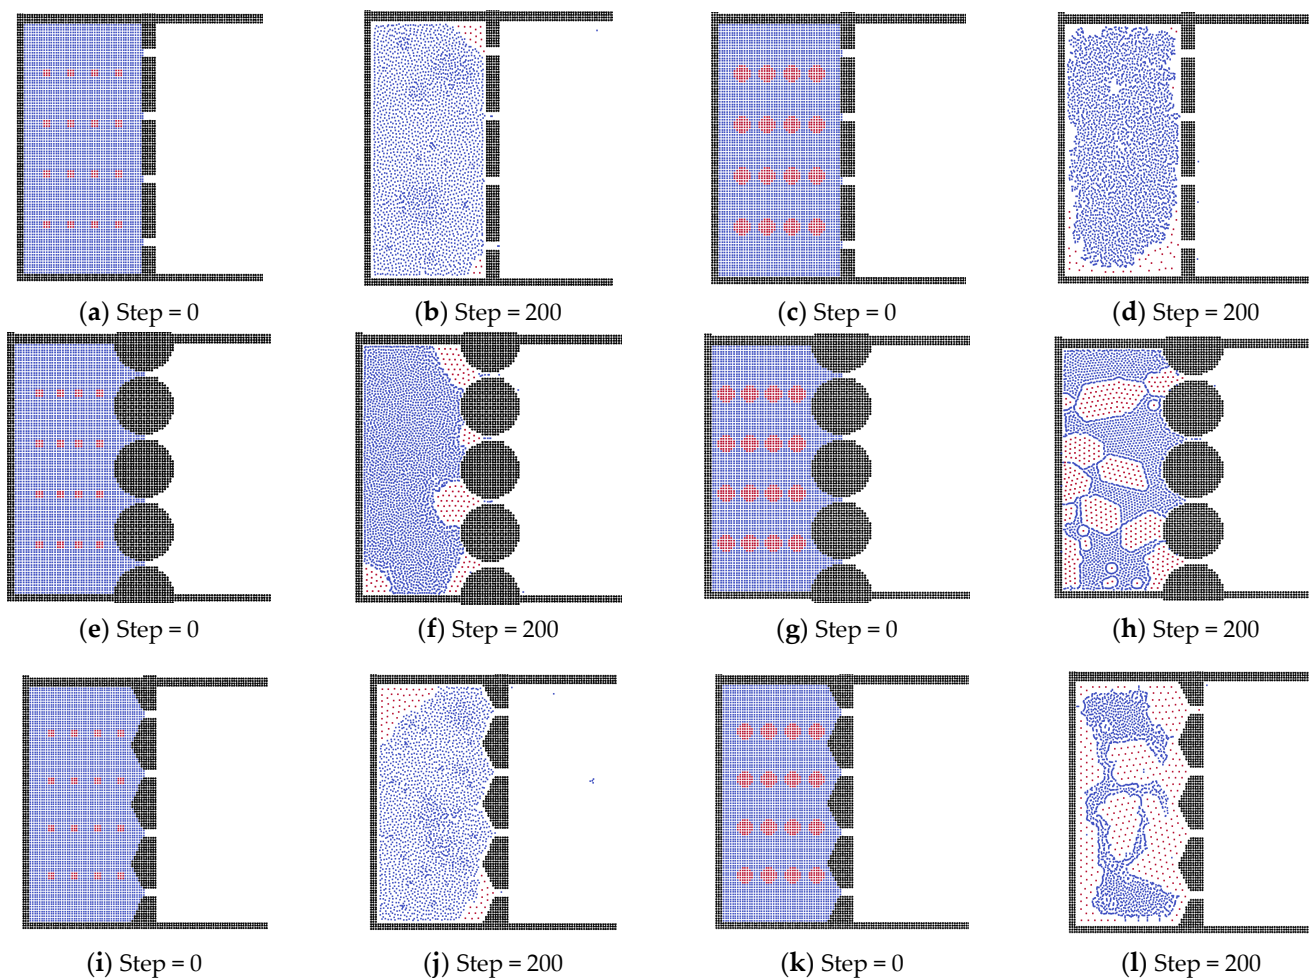 (a) Step = 0
(b) Step = 200
(c) Step = 0
(d) Step = 200
(e) Step = 0
(f) Step = 200
(g) Step = 0
(h) Step = 200
(i) Step = 0
(j) Step = 200
(k) Step = 0
(l) Step = 200